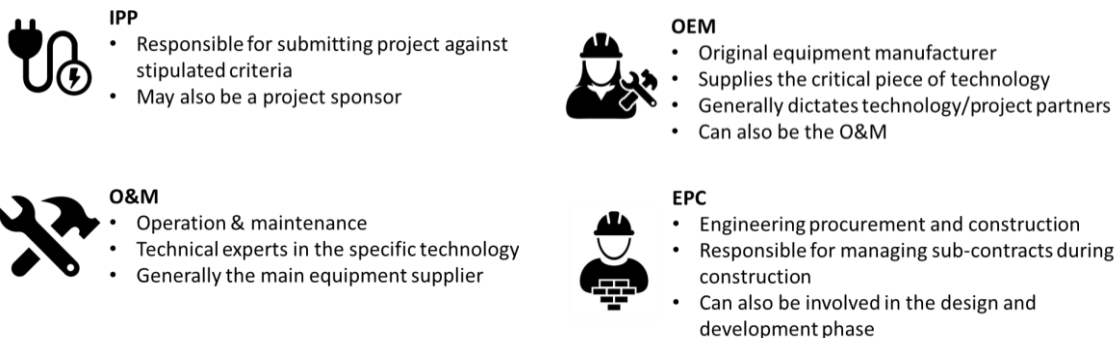 IPP
• Responsible for submitting project against
stipulated criteria
• May also be a project sponsor
OEM
• Original equipment manufacturer
• Supplies the critical piece of technology
• Generally dictates technology/project partners
• Can also be the O&M
O&M
• Operation & maintenance
• Technical experts in the specific technology
• Generally the main equipment supplier
EPC
• Engineering procurement and construction
• Responsible for managing sub-contracts during
construction
• Can also be involved in the design and
development phase